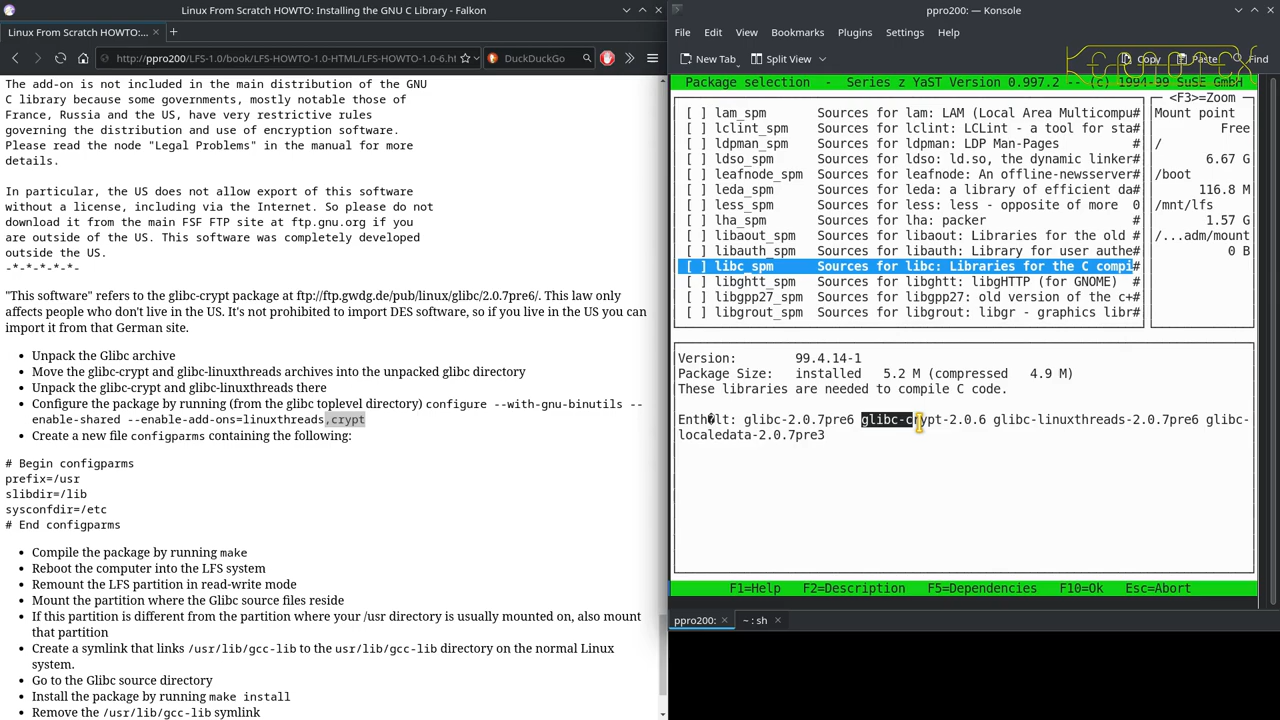 Linux From Scratch HOWTO: Installing the GNU C Library - Falkon
Linux From Scratch HOWTO:...
http://ppro200/LFS-1.0/book/LFS-HOWTO-1.0-HTML/LFS-HOWTO-1.0-6.ht
DuckDuckGo
The add-on is not included in the main distribution of the GNU
C library because some governments, mostly notable those of
France, Russia and the US, have very restrictive rules
governing the distribution and use of encryption software.
Please read the node "Legal Problems" in the manual for more
details.
In particular, the US does not allow export of this software
without a license, including via the Internet. So please do not
download it from the main FSF FTP site at ftp.gnu.org if you
are outside of the US. This software was completely developed
outside the US.
-*-*-*-*-*-
"This software" refers to the glibc-crypt package at ftp://ftp.gwdg.de/pub/linux/glibc/2.0.7pre6/. This law only
affects people who don't live in the US. It's not prohibited to import DES software, so if you live in the US you can
import it from that German site.
• Unpack the Glibc archive
• Move the glibc-crypt and glibc-linuxthreads archives into the unpacked glibc directory
• Unpack the glibc-crypt and glibc-linuxthreads there
• Configure the package by running (from the glibc toplevel directory) configure --with-gnu-binutils --
enable-shared --enable-add-ons=linuxthreads,crypt
• Create a new file configparms containing the following:
# Begin configparms
prefix=/usr
slibdir=/lib
sysconfdir=/etc
# End configparms
• Compile the package by running make
• Reboot the computer into the LFS system
• Remount the LFS partition in read-write mode
• Mount the partition where the Glibc source files reside
• If this partition is different from the partition where your /usr directory is usually mounted on, also mount
that partition
• Create a symlink that links /usr/lib/gcc-lib to the usr/lib/gcc-lib directory on the normal Linux
system.
• Go to the Glibc source directory
• Install the package by running make install
• Remove the /usr/lib/gcc-lib symlink
ppro200: — Konsole
File Edit View Bookmarks Plugins Settings Help
New Tab Split View Copy Paste Find
Package selection - Series z YaST Version 0.997.2 -- (c) 1994-99 SuSE GmbH
<F3>=Zoom
[ ] lam_spm Sources for lam: LAM (Local Area Multicompu# Mount point
[ ] lclint_spm Sources for lclint: LCLint - a tool for sta# Free
[ ] ldpman_spm Sources for ldpman: LDP Man-Pages # /
[ ] ldso_spm Sources for ldso: ld.so, the dynamic linker# 6.67 G
[ ] leafnode_spm Sources for leafnode: An offline-newsserver# /boot
[ ] leda_spm Sources for leda: a library of efficient da# 116.8 M
[ ] less_spm Sources for less: less - opposite of more 0 /mnt/lfs
[ ] lha_spm Sources for lha: packer # 1.57 G
[ ] libaout_spm Sources for libaout: Libraries for the old # /...adm/mount
[ ] libauth_spm Sources for libauth: Library for user authe# 0 B
[ ] libc_spm Sources for libc: Libraries for the C compi#
[ ] libghtt_spm Sources for libghtt: libgHTTP (for GNOME) #
[ ] libgpp27_spm Sources for libgpp27: old version of the c+#
[ ] libgrout_spm Sources for libgrout: libgr - graphics libr#
Version: 99.4.14-1
Package Size: installed 5.2 M (compressed 4.9 M)
These libraries are needed to compile C code.
Enth�lt: glibc-2.0.7pre6 glibc-crypt-2.0.6 glibc-linuxthreads-2.0.7pre6 glibc-
localedata-2.0.7pre3
F1=Help F2=Description F5=Dependencies F10=Ok Esc=Abort
ppro200: ~ : sh